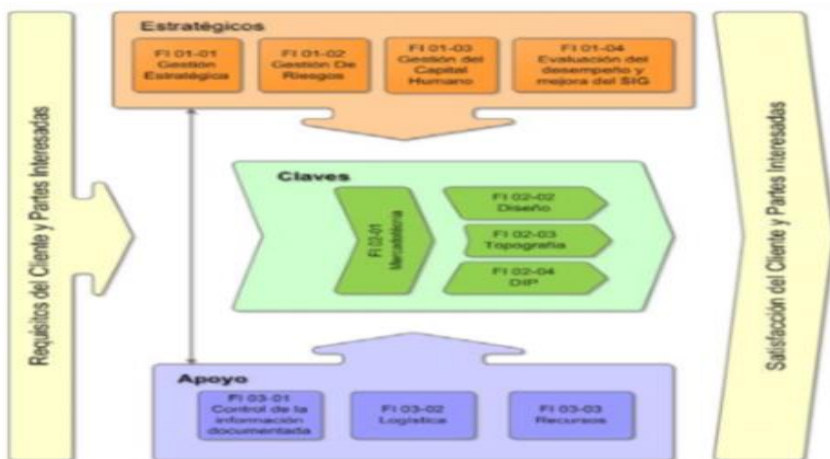 Estratégicos
FI 01-01
Gestión
Estratégica
FI 01-02
Gestión De
Riesgos
FI 01-03
Gestión del
Capital
Humano
FI 01-04
Evaluación del
desempeño y
mejora del SIG
Requisitos del Cliente y Partes Interesadas
Claves
FI 02-01
Mercadotecnia
FI 02-02
Diseño
FI 02-03
Topografía
FI 02-04
DIP
Apoyo
FI 03-01
Control de la
información
documentada
FI 03-02
Logística
FI 03-03
Recursos
Satisfacción del Cliente y Partes Interesadas